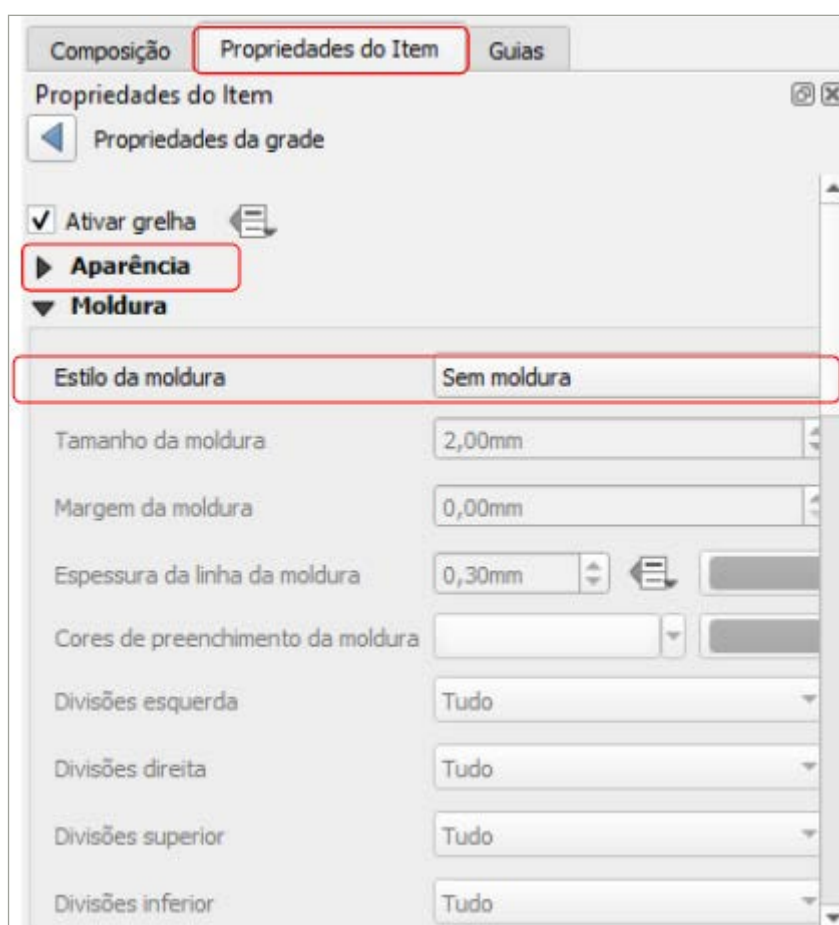 Composição Propriedades do Item Guias
Propriedades do Item
Propriedades da grade
Ativar grelha
Aparência
Moldura
Estilo da moldura Sem moldura
Tamanho da moldura 2,00mm
Margem da moldura 0,00mm
Espessura da linha da moldura 0,30mm
Cores de preenchimento da moldura
Divisões esquerda Tudo
Divisões direita Tudo
Divisões superior Tudo
Divisões inferior Tudo